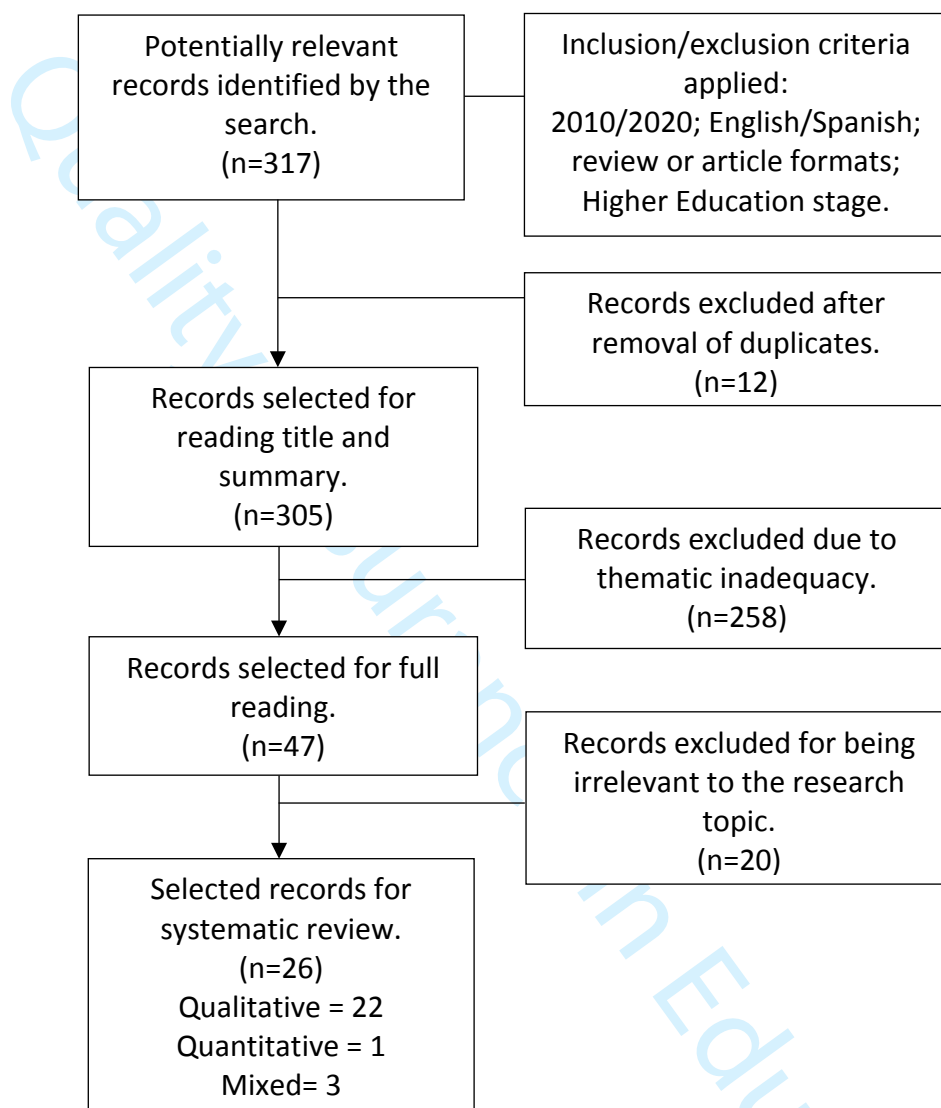 Potentially relevant
records identified by the
search.
(n=317)
Inclusion/exclusion criteria
applied:
2010/2020; English/Spanish;
review or article formats;
Higher Education stage.
Records excluded after
removal of duplicates.
(n=12)
Records selected for
reading title and
summary.
(n=305)
Records excluded due to
thematic inadequacy.
(n=258)
Records selected for full
reading.
(n=47)
Records excluded for being
irrelevant to the research
topic.
(n=20)
Selected records for
systematic review.
(n=26)
Qualitative = 22
Quantitative = 1
Mixed= 3
Quality
in